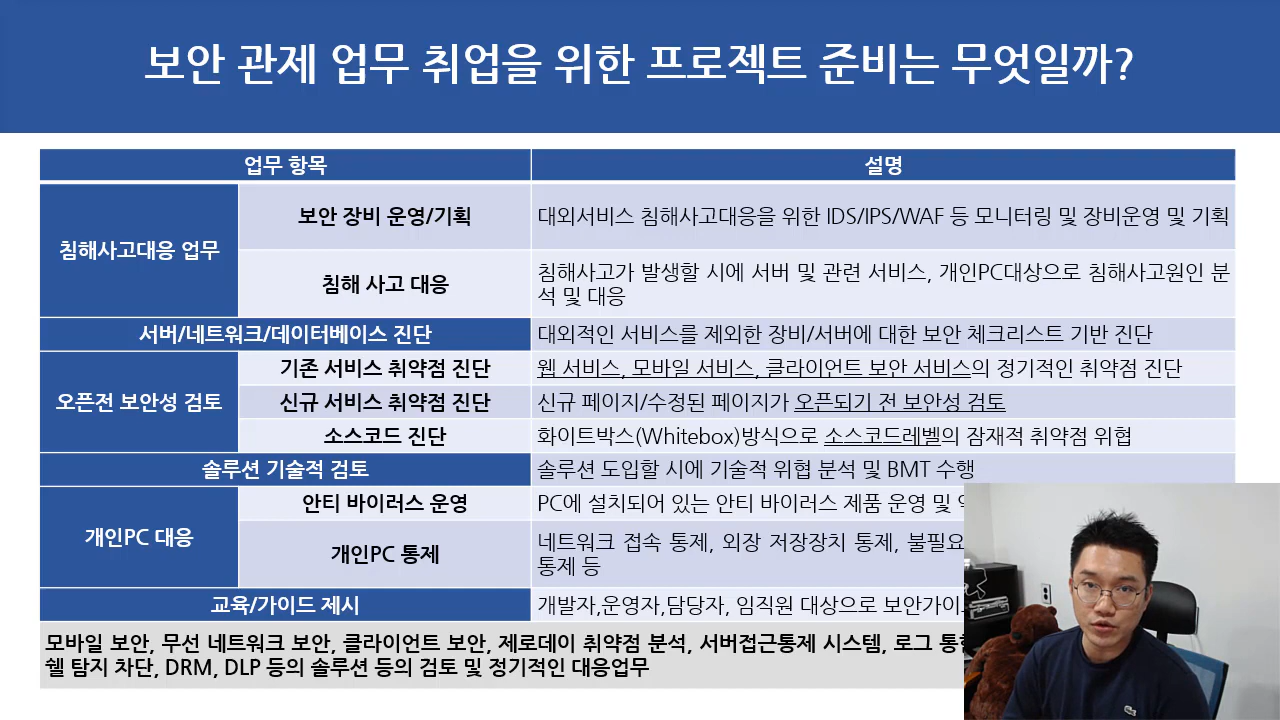 보안 관제 업무 취업을 위한 프로젝트 준비는 무엇일까?
업무 항목
설명
침해사고대응 업무
보안 장비 운영/기획
대외서비스 침해사고대응을 위한 IDS/IPS/WAF 등 모니터링 및 장비운영 및 기획
침해 사고 대응
침해사고가 발생할 시에 서버 및 관련 서비스, 개인PC대상으로 침해사고원인 분
석 및 대응
서버/네트워크/데이터베이스 진단
대외적인 서비스를 제외한 장비/서버에 대한 보안 체크리스트 기반 진단
오픈전 보안성 검토
기존 서비스 취약점 진단
웹 서비스, 모바일 서비스, 클라이언트 보안 서비스의 정기적인 취약점 진단
신규 서비스 취약점 진단
신규 페이지/수정된 페이지가 오픈되기 전 보안성 검토
소스코드 진단
화이트박스(Whitebox)방식으로 소스코드레벨의 잠재적 취약점 위협
솔루션 기술적 검토
솔루션 도입할 시에 기술적 위협 분석 및 BMT 수행
개인PC 대응
안티 바이러스 운영
PC에 설치되어 있는 안티 바이러스 제품 운영 및
개인PC 통제
네트워크 접속 통제, 외장 저장장치 통제, 불필요
통제 등
교육/가이드 제시
개발자,운영자,담당자, 임직원 대상으로 보안가이
모바일 보안, 무선 네트워크 보안, 클라이언트 보안, 제로데이 취약점 분석, 서버접근통제 시스템, 로그
쉘 탐지 차단, DRM, DLP 등의 솔루션 등의 검토 및 정기적인 대응업무